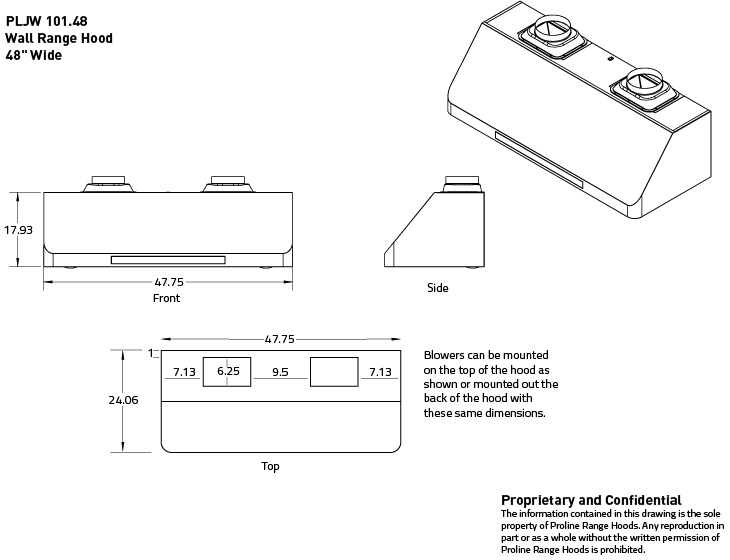 PLJW 101.48
Wall Range Hood
48" Wide
17.93
47.75
Front
Side
47.75
1
7.13
6.25
9.5
7.13
24.06
Top
Blowers can be mounted
on the top of the hood as
shown or mounted out the
back of the hood with
these same dimensions.
Proprietary and Confidential
The information contained in this drawing is the sole
property of Proline Range Hoods. Any reproduction in
part or as a whole without the written permission of
Proline Range Hoods is prohibited.